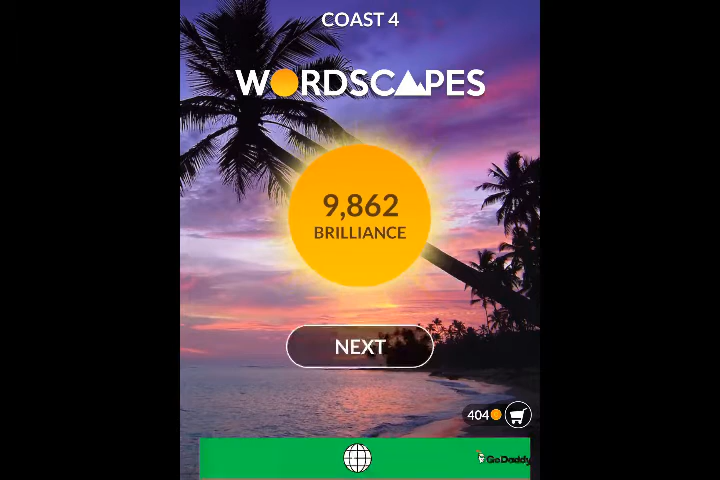 COAST 4
WORDSCAPES
9,862
BRILLIANCE
NEXT
404
GoDaddy